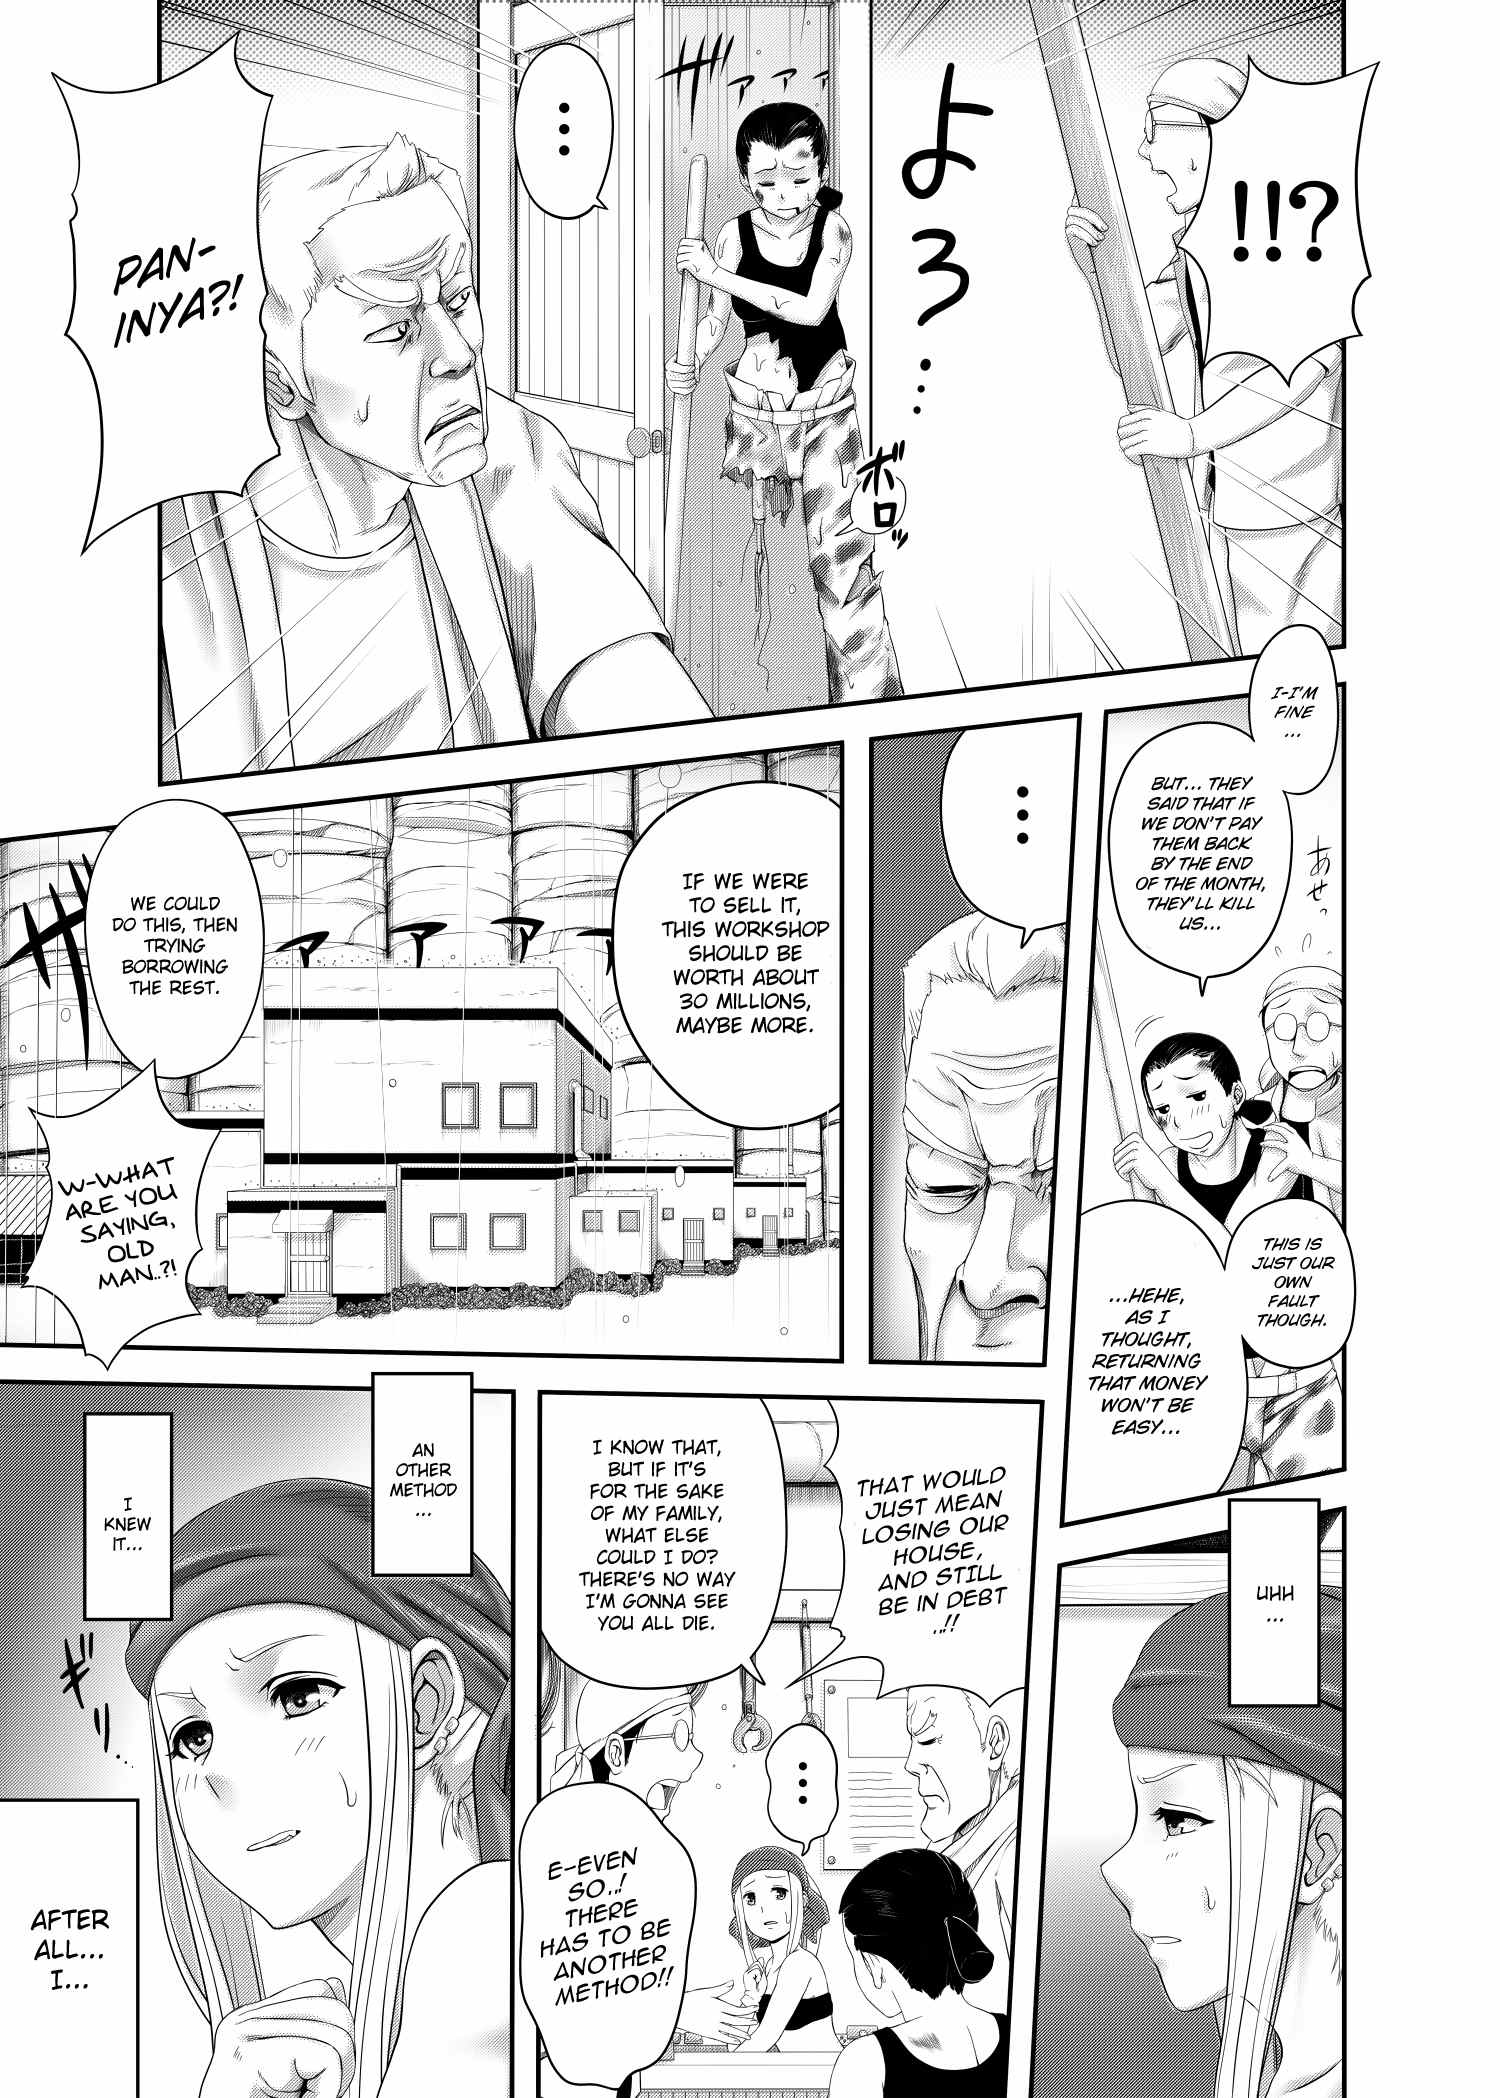 !!?
よろ…
ザァァァ
…
PAN-
INYA?!
ボロッ
I-I'M
FINE
...
BUT... THEY
SAID THAT IF
WE DON'T PAY
THEM BACK
BY THE END
OF THE MONTH,
THEY'LL KILL
US...
あせっ
THIS IS
JUST OUR
OWN
FAULT
THOUGH.
...HEHE,
AS I
THOUGHT,
RETURNING
THAT MONEY
WON'T BE
EASY...
…
IF WE WERE
TO SELL IT,
THIS WORKSHOP
SHOULD BE
WORTH ABOUT
30 MILLIONS,
MAYBE MORE.
ザァァァァ
WE COULD
DO THIS, THEN
TRYING
BORROWING
THE REST.
W-WHAT
ARE YOU
SAYING,
OLD
MAN..?!
UHH
...
THAT WOULD
JUST MEAN
LOSING OUR
HOUSE,
AND STILL
BE IN DEBT
..!!
I KNOW THAT,
BUT IF IT'S
FOR THE SAKE
OF MY FAMILY,
WHAT ELSE
COULD I DO?
THERE'S NO WAY
I'M GONNA SEE
YOU ALL DIE.
…
E-EVEN
SO..!
THERE
HAS TO BE
ANOTHER
METHOD!!
AN
OTHER
METHOD
...
I
KNEW
IT...
ギリ…
AFTER
ALL...
I...